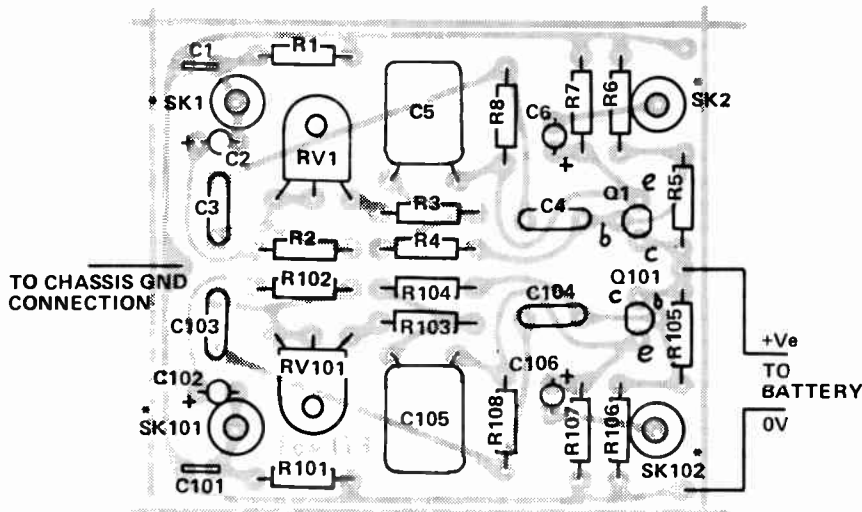 C1
R1
* SK1
C2
+
RV1
C5
R8
C6
+
R7
R6
* SK2
C3
R3
C4
Q1
e
b
c
R5
R2
R4
TO CHASSIS GND
CONNECTION
R102
R104
C104
Q101
c
b
e
R105
C103
R103
RV101
C102
+
* SK101
C105
R108
C106
+
R107
R106
SK102 *
+Ve
TO
BATTERY
0V
C101
R101